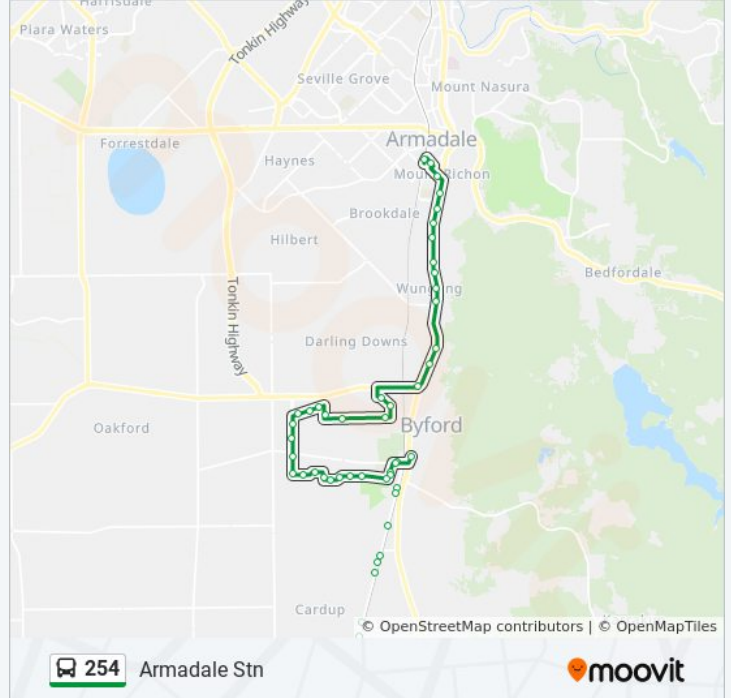 Harrisdale
Piara Waters
Tonkin Highway
Seville Grove
Mount Nasura
Armadale
Forrestdale
Haynes
Mount Richon
Brookdale
Hilbert
Bedfordale
Wungong
Tonkin Highway
Darling Downs
Oakford
Byford
Cardup
© OpenStreetMap contributors | © OpenMapTiles
254 Armadale Stn
moovit